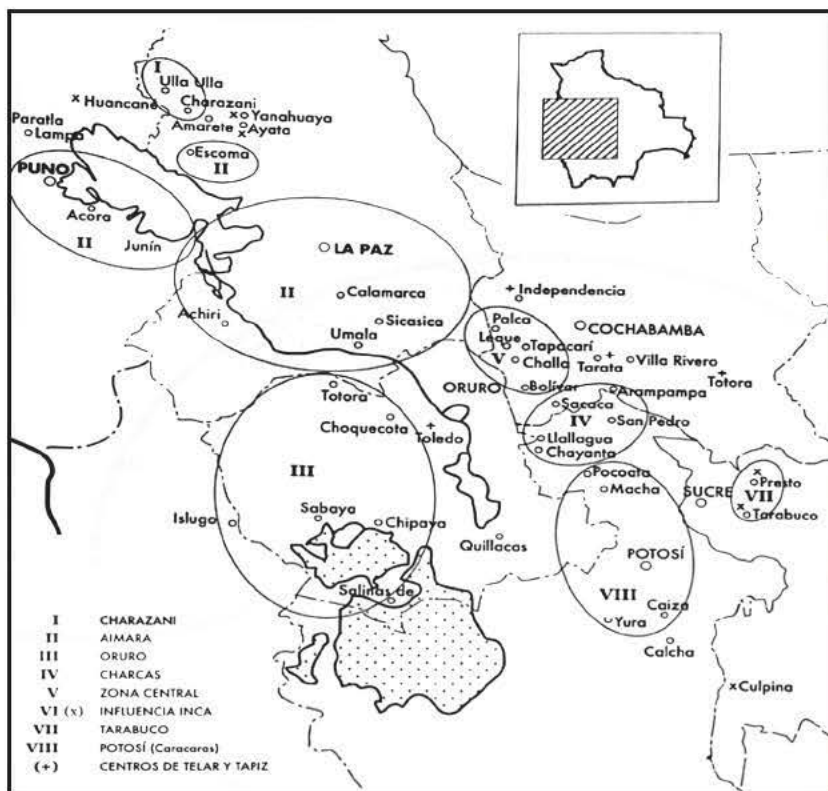 I
Ulla Ulla
x Huancané
Charazani
x Yanahuaya
Paratla
Lampa
Amarete
Ayata
x
Escoma
II
PUNO
Acora
II
Junín
LA PAZ
II
Calamarca
+ Independencia
Achiri
Sicasica
Palca
COCHABAMBA
Umala
Leque
Tapacarí
+
V
Challa
Tarata
Villa Rivero
+
Totora
ORURO
Bolívar
Arampampa
Totora
Sacaca
Choquecota
+
Toledo
IV
San Pedro
Llallagua
Chayanta
III
Pocoata
x
Presto
Macha
SUCRE
VII
x
Tarabuco
Islugo
Sabaya
Chipaya
Quillacas
POTOSÍ
Salinas de
VIII
Caiza
Yura
Calcha
x Culpina
I CHARAZANI
II AIMARA
III ORURO
IV CHARCAS
V ZONA CENTRAL
VI (x) INFLUENCIA INCA
VII TARABUCO
VIII POTOSÍ (Caracaras)
(+) CENTROS DE TELAR Y TAPIZ